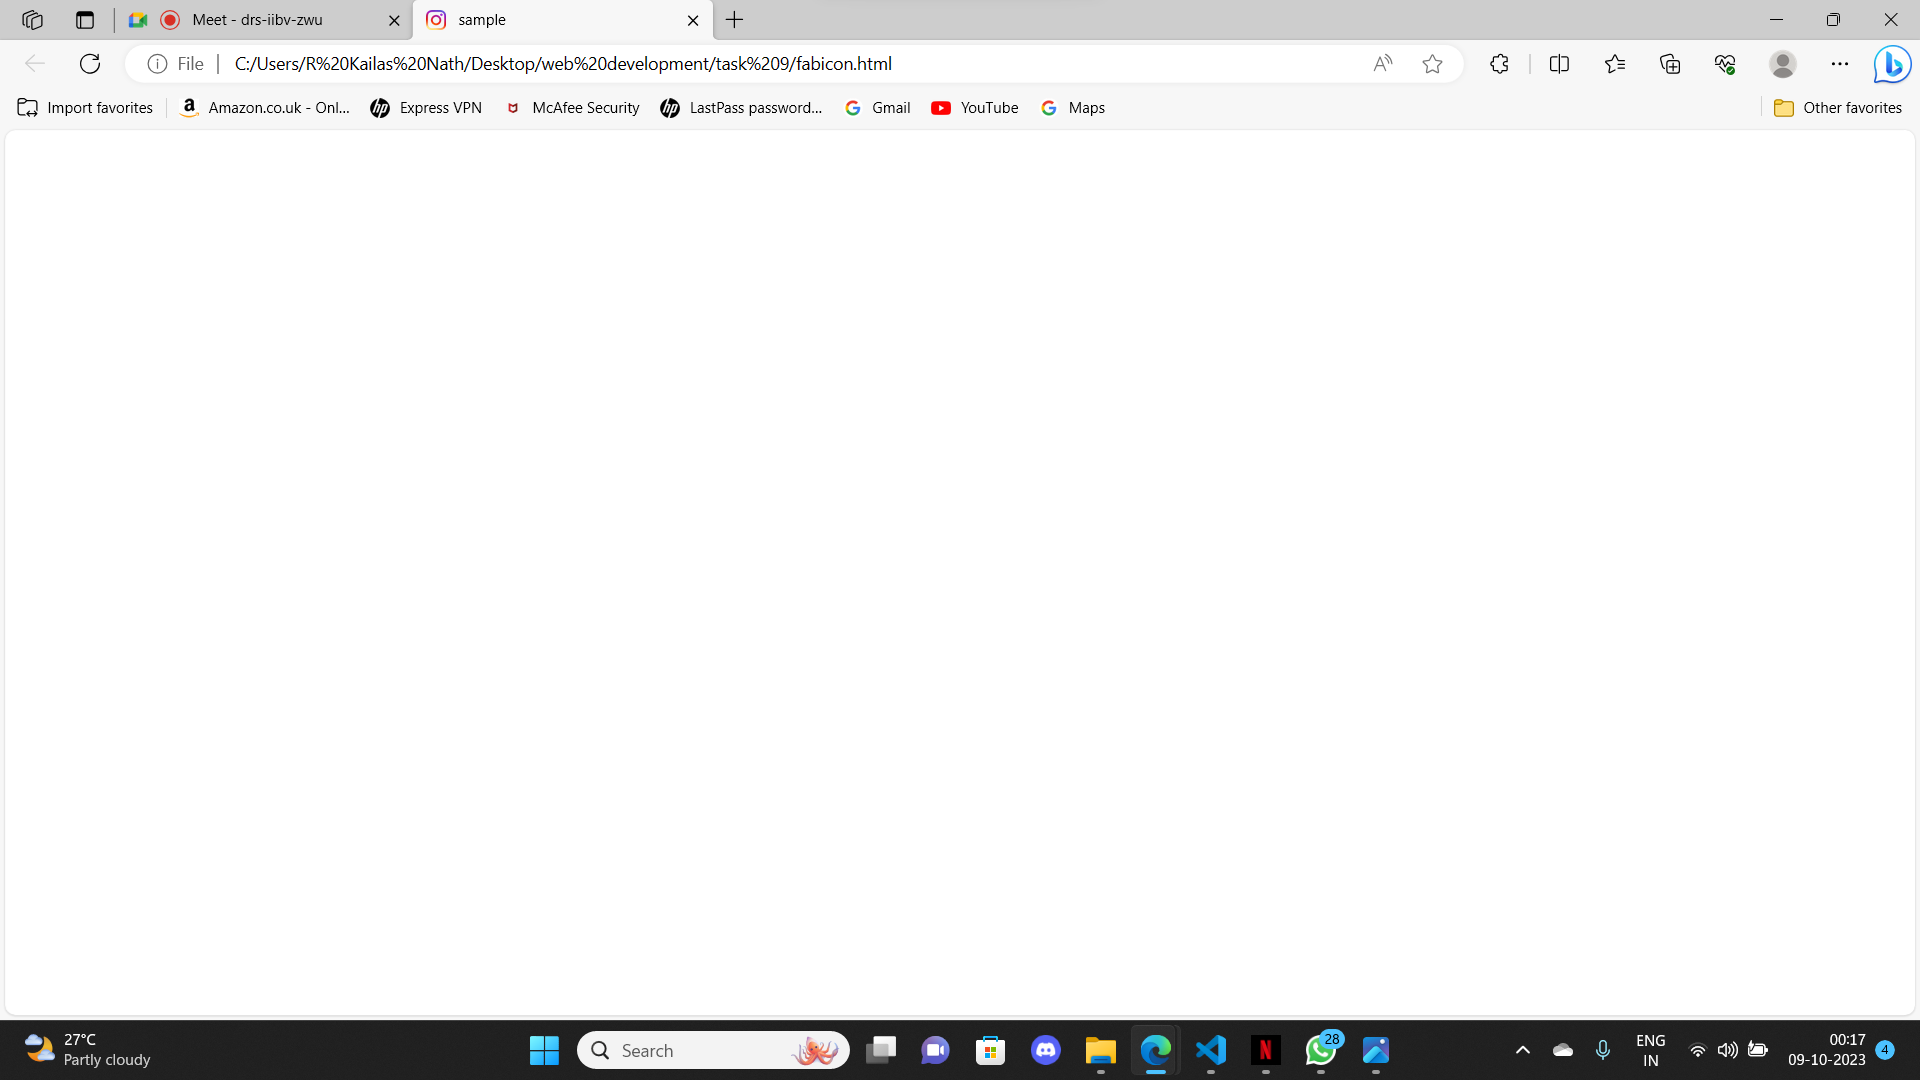 Meet - drs-iibv-zwu
sample
File
C:/Users/R%20Kailas%20Nath/Desktop/web%20development/task%209/fabicon.html
Import favorites
Amazon.co.uk - Onl...
Express VPN
McAfee Security
LastPass password...
Gmail
YouTube
Maps
Other favorites
27°C
Partly cloudy
Search
28
ENG
IN
00:17
09-10-2023
4